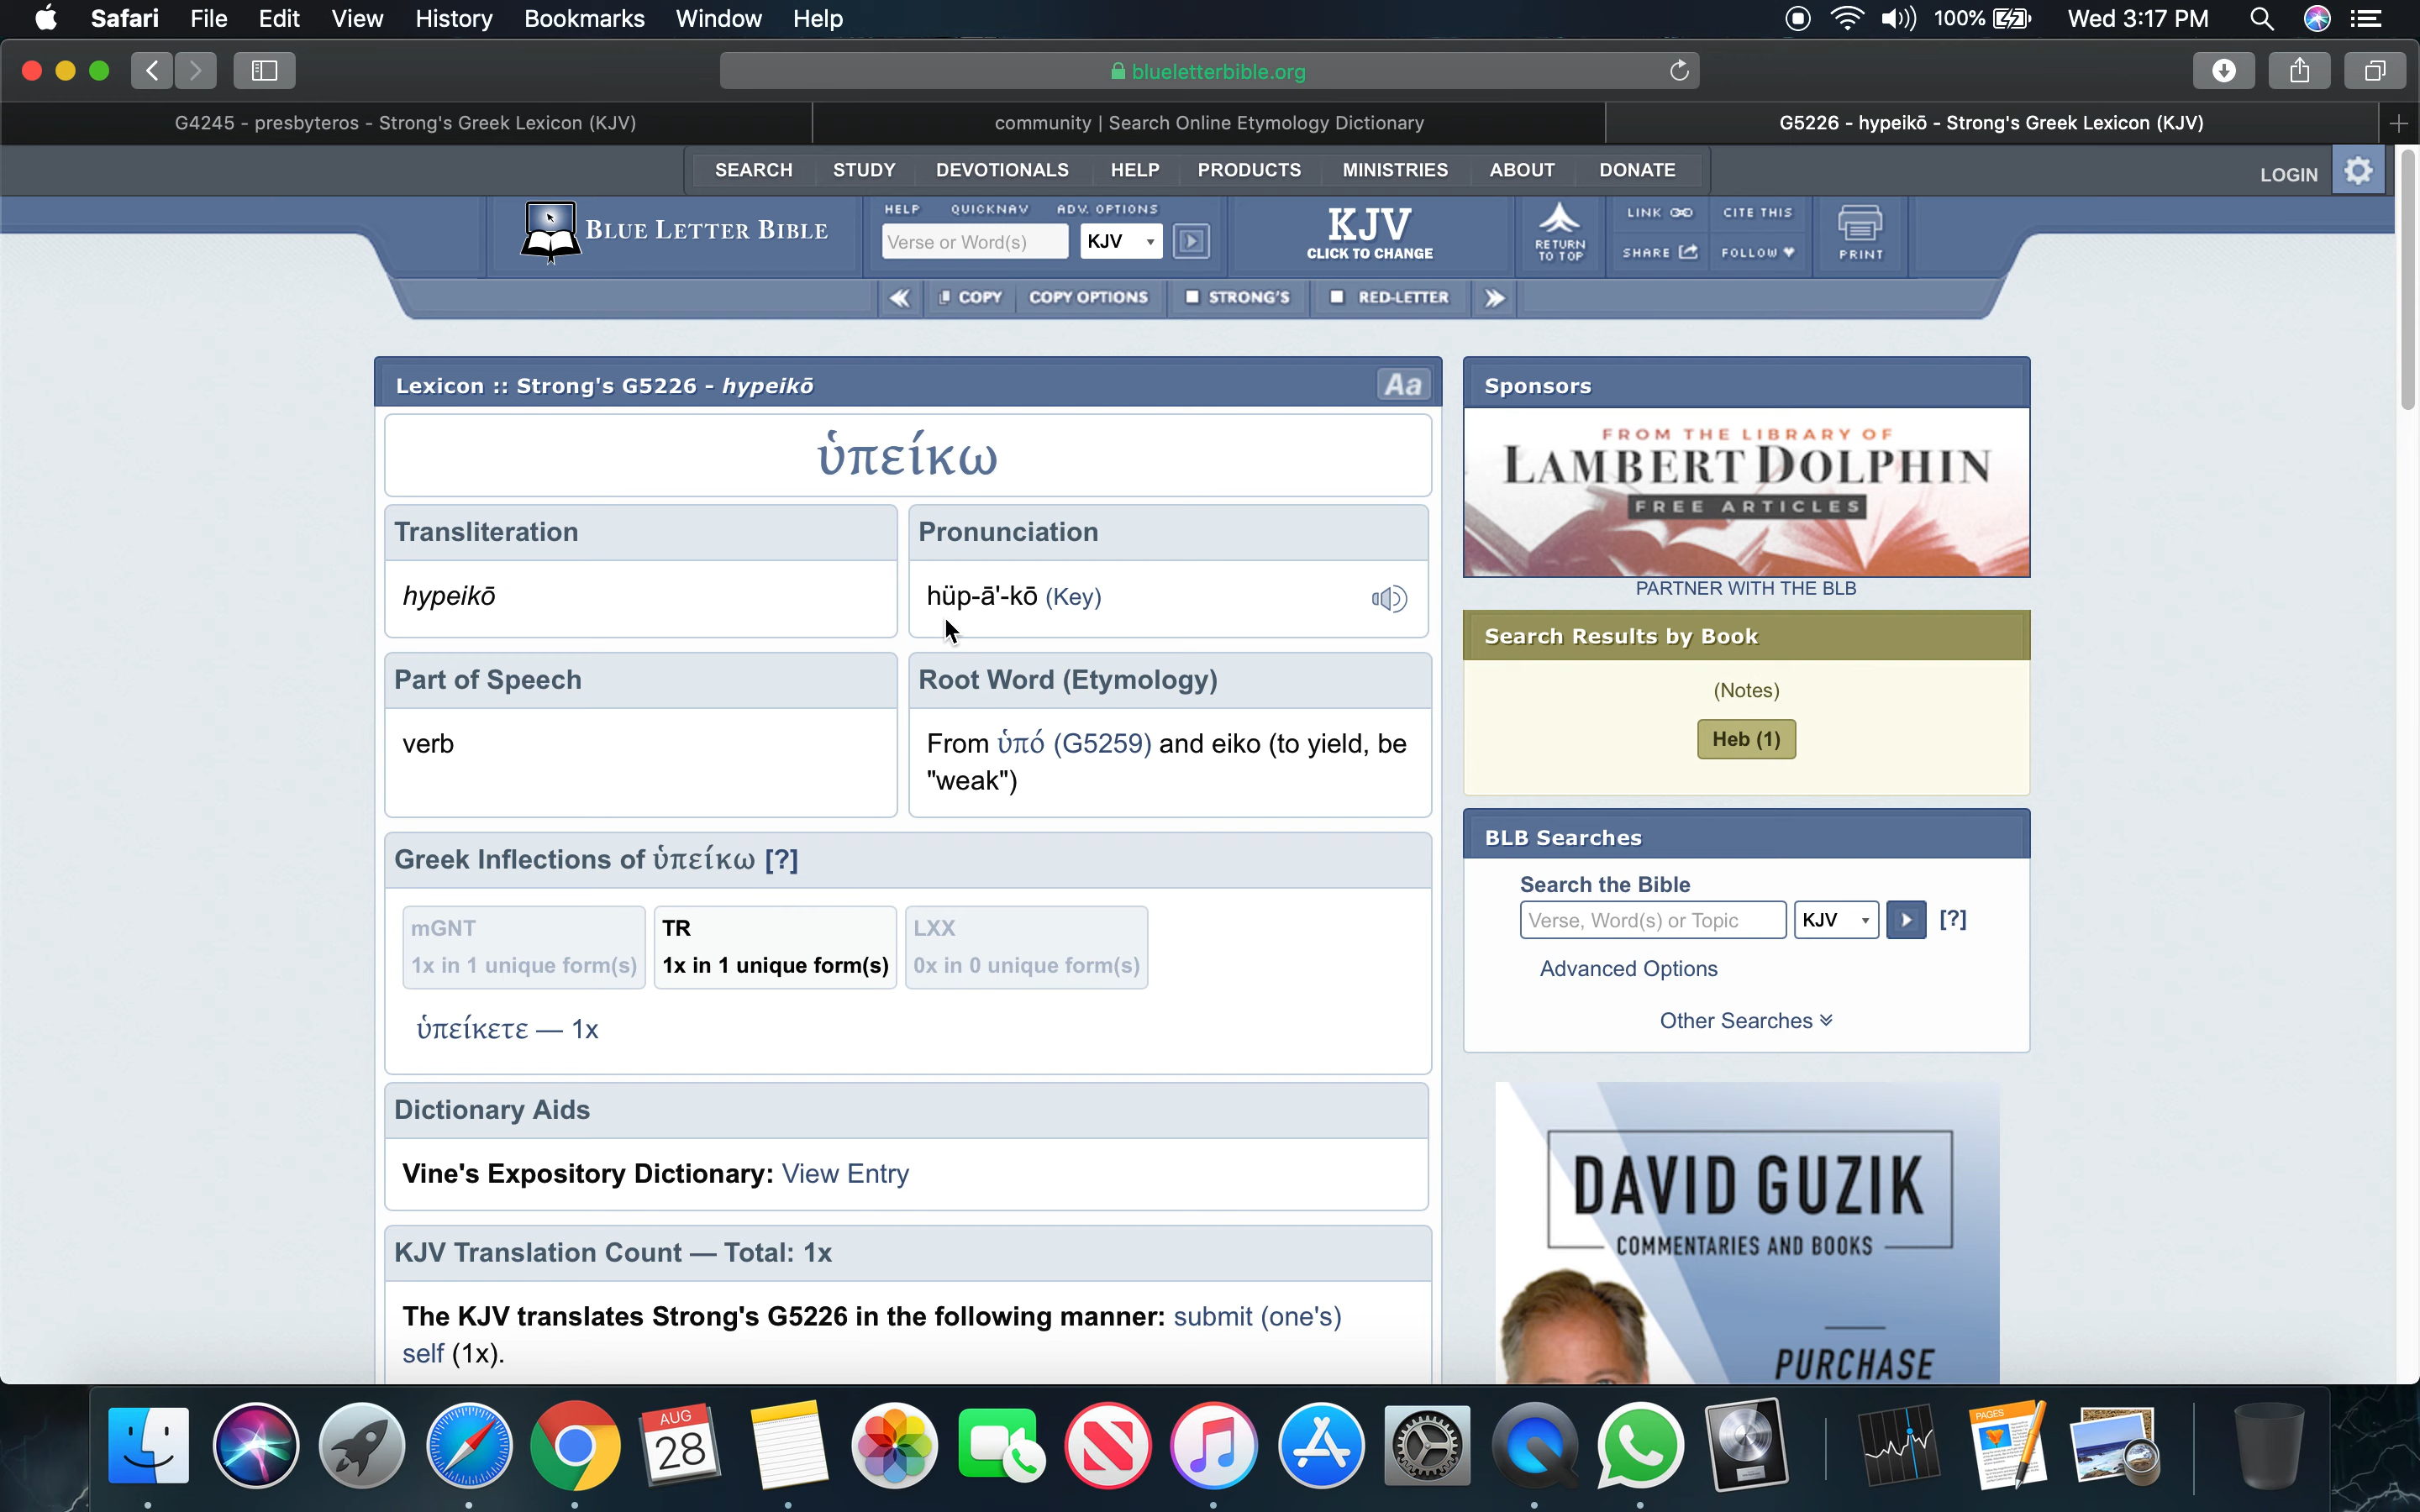 Safari File Edit View History Bookmarks Window Help 100% Wed 3:17 PM
blueletterbible.org
G4245 - presbyteros - Strong's Greek Lexicon (KJV) community | Search Online Etymology Dictionary G5226 - hypeikō - Strong's Greek Lexicon (KJV)
SEARCH STUDY DEVOTIONALS HELP PRODUCTS MINISTRIES ABOUT DONATE LOGIN
BLUE LETTER BIBLE
HELP QUICKNAV ADV. OPTIONS
Verse or Word(s) KJV
KJV
CLICK TO CHANGE
RETURN
TO TOP
LINK CITE THIS
SHARE FOLLOW
PRINT
COPY COPY OPTIONS STRONG'S RED-LETTER
Lexicon :: Strong's G5226 - hypeikō Aa
ὑπείκω
Transliteration
hypeikō
Pronunciation
hüp-ā'-kō (Key)
Part of Speech
verb
Root Word (Etymology)
From ὑπό (G5259) and eiko (to yield, be
"weak")
Greek Inflections of ὑπείκω [?]
mGNT
1x in 1 unique form(s)
TR
1x in 1 unique form(s)
LXX
0x in 0 unique form(s)
ὑπείκετε — 1x
Dictionary Aids
Vine's Expository Dictionary: View Entry
KJV Translation Count — Total: 1x
The KJV translates Strong's G5226 in the following manner: submit (one's)
self (1x).
Sponsors
FROM THE LIBRARY OF
LAMBERT DOLPHIN
FREE ARTICLES
PARTNER WITH THE BLB
Search Results by Book
(Notes)
Heb (1)
BLB Searches
Search the Bible
Verse, Word(s) or Topic KJV [?]
Advanced Options
Other Searches
DAVID GUZIK
COMMENTARIES AND BOOKS
PURCHASE
AUG
28
PAGES